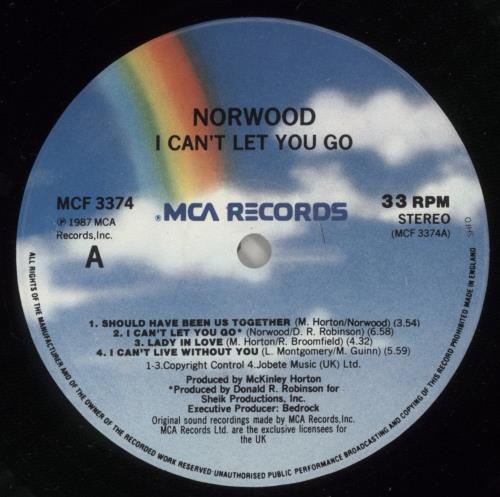 NORWOOD
I CAN'T LET YOU GO
MCF 3374
℗ 1987 MCA
Records,Inc.
A
® MCA RECORDS
33 RPM
STEREO
(MCF 3374A)
1. SHOULD HAVE BEEN US TOGETHER (M. Horton/Norwood) 3.54
2. I CAN'T LET YOU GO* (Norwood/D. R. Robinson) 6.58
3. LADY IN LOVE (M. Horton/R. Broomfield) 4.32
4. I CAN'T LIVE WITHOUT YOU (L. Montgomery/M. Guinn) 5.59
1-3.Copyright Control 4.Jobete Music (UK) Ltd.
Produced by McKinley Horton
*Produced by Donald R. Robinson for
Sheik Productions, Inc.
Executive Producer: Bedrock
Original sound recordings made by MCA Records,Inc.
MCA Records Ltd. are the exclusive licensees for
the UK
ALL RIGHTS OF THE MANUFACTURER AND OF THE OWNER OF THE RECORDED WORK RESERVED·UNAUTHORISED PUBLIC PERFORMANCE BROADCASTING AND COPYING OF THIS RECORD PROHIBITED MADE IN ENGLAND